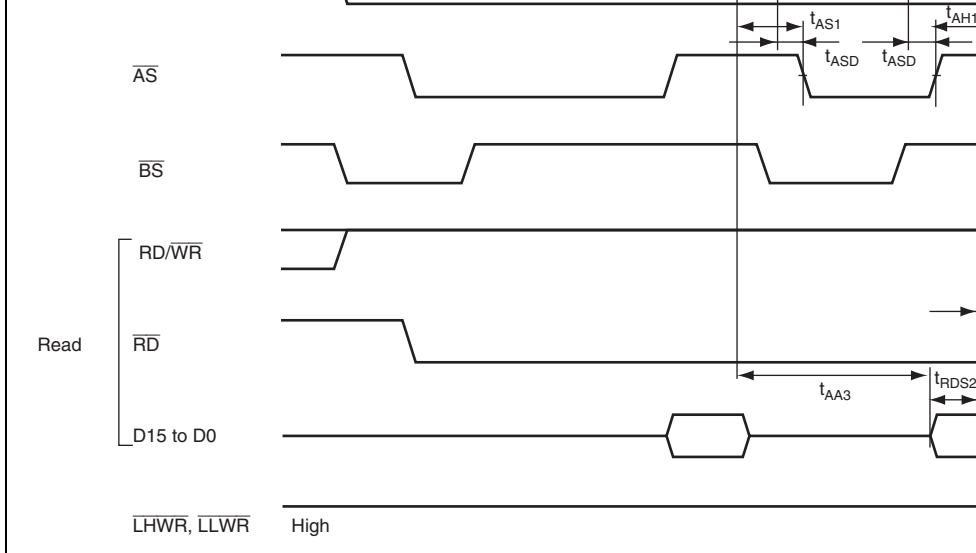 tAS1
tAH1
tASD
tASD
AS
BS
RD/WR
Read
RD
tAA3
tRDS2
D15 to D0
LHWR, LLWR
High